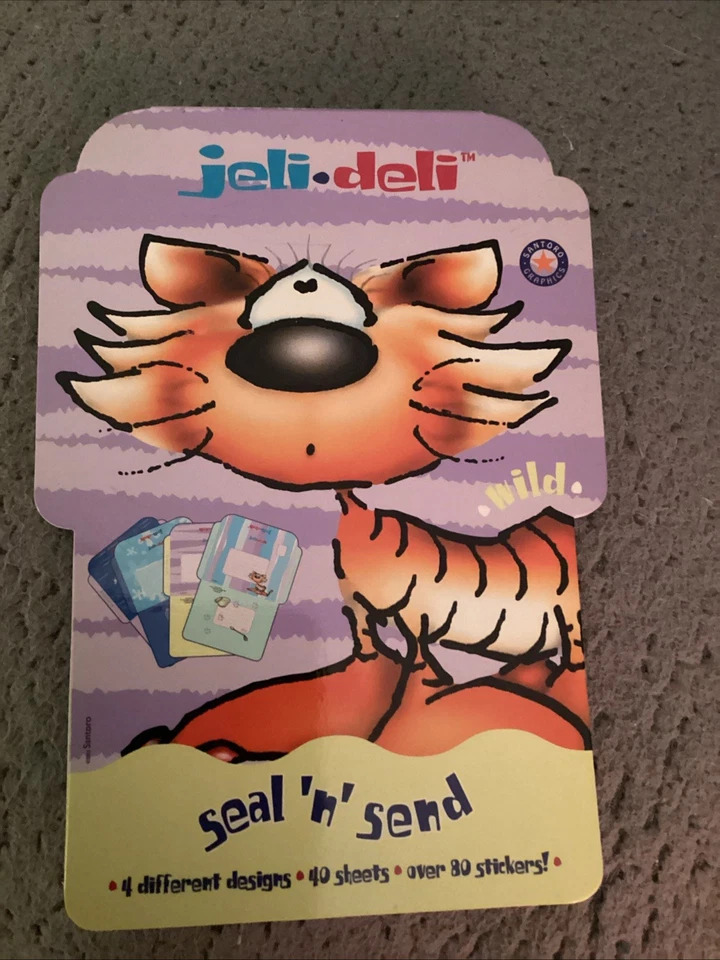 jeli•deli™
SANTORO
GRAPHICS
wild
Santoro
seal 'n' send
• 4 different designs • 40 sheets • over 80 stickers! •